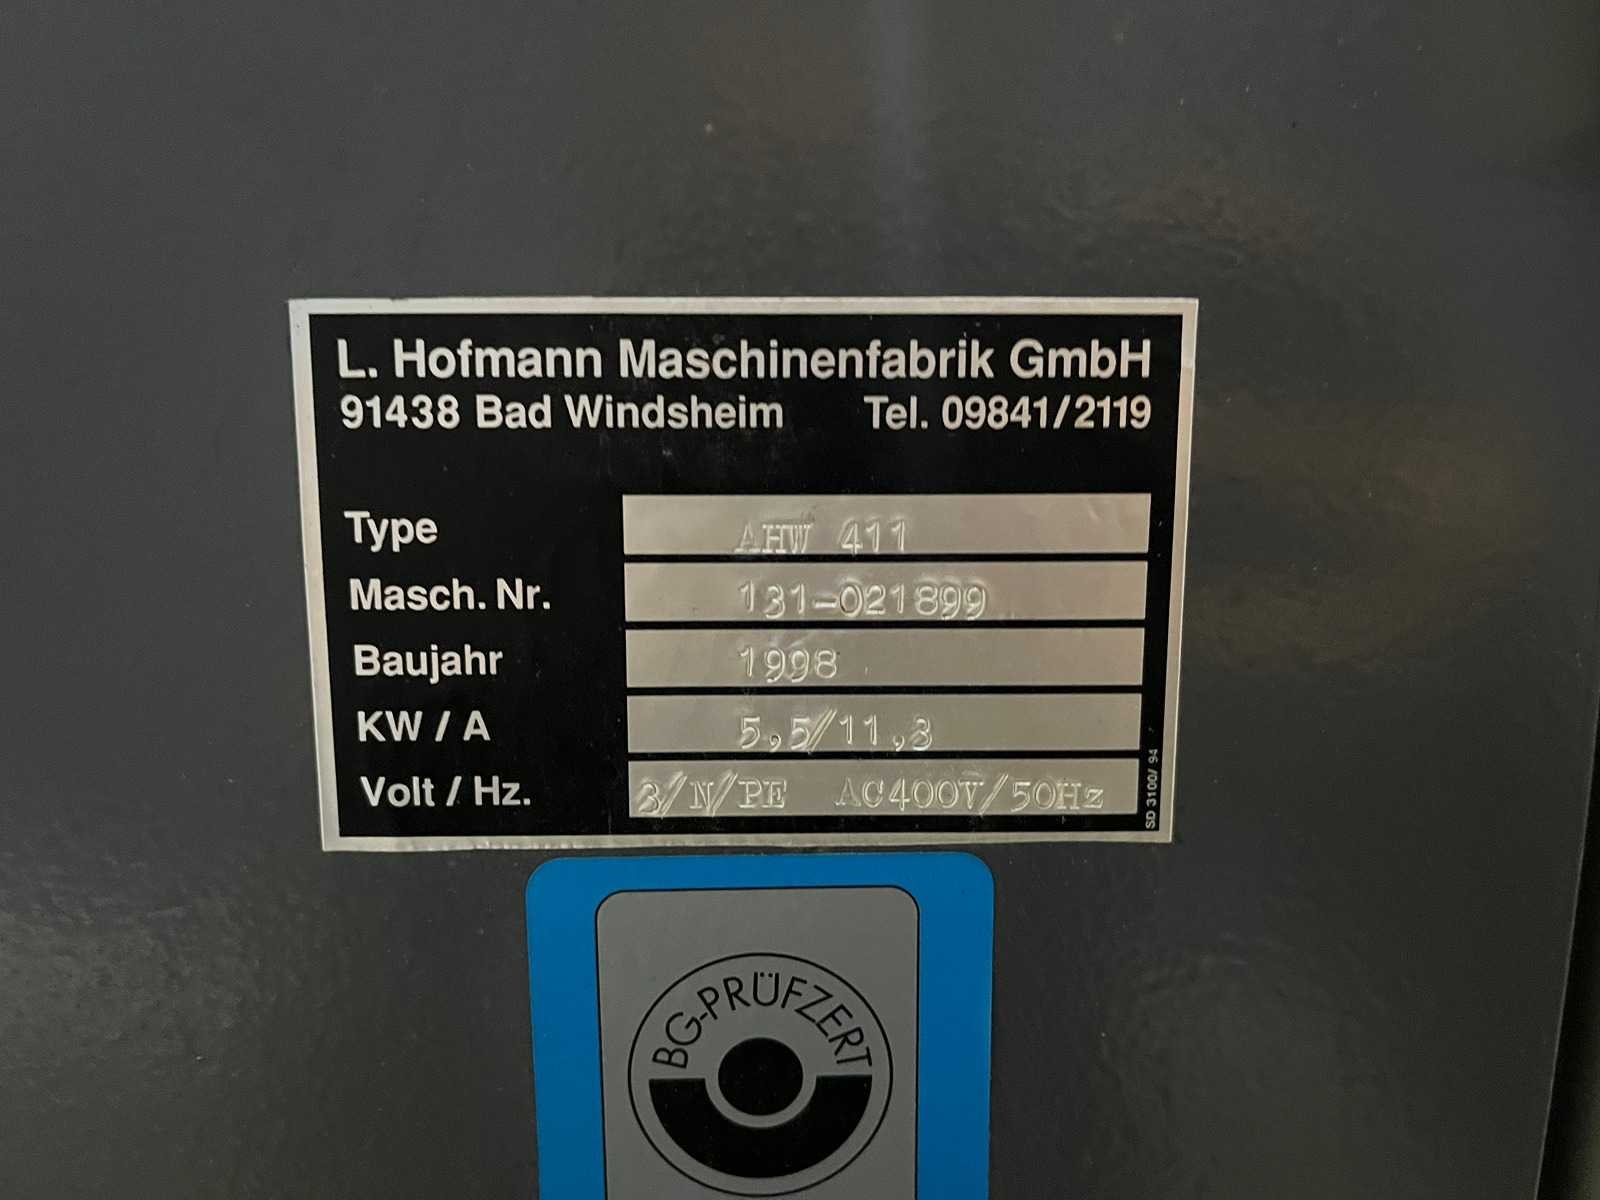 L. Hofmann Maschinenfabrik GmbH
91438 Bad Windsheim Tel. 09841/2119
Type AHW 411
Masch. Nr. 131-021899
Baujahr 1998
KW / A 5,5/11,3
Volt / Hz. 3/N/PE AC400V/50Hz
SD 3100/ 94
BG-PRÜFZERT